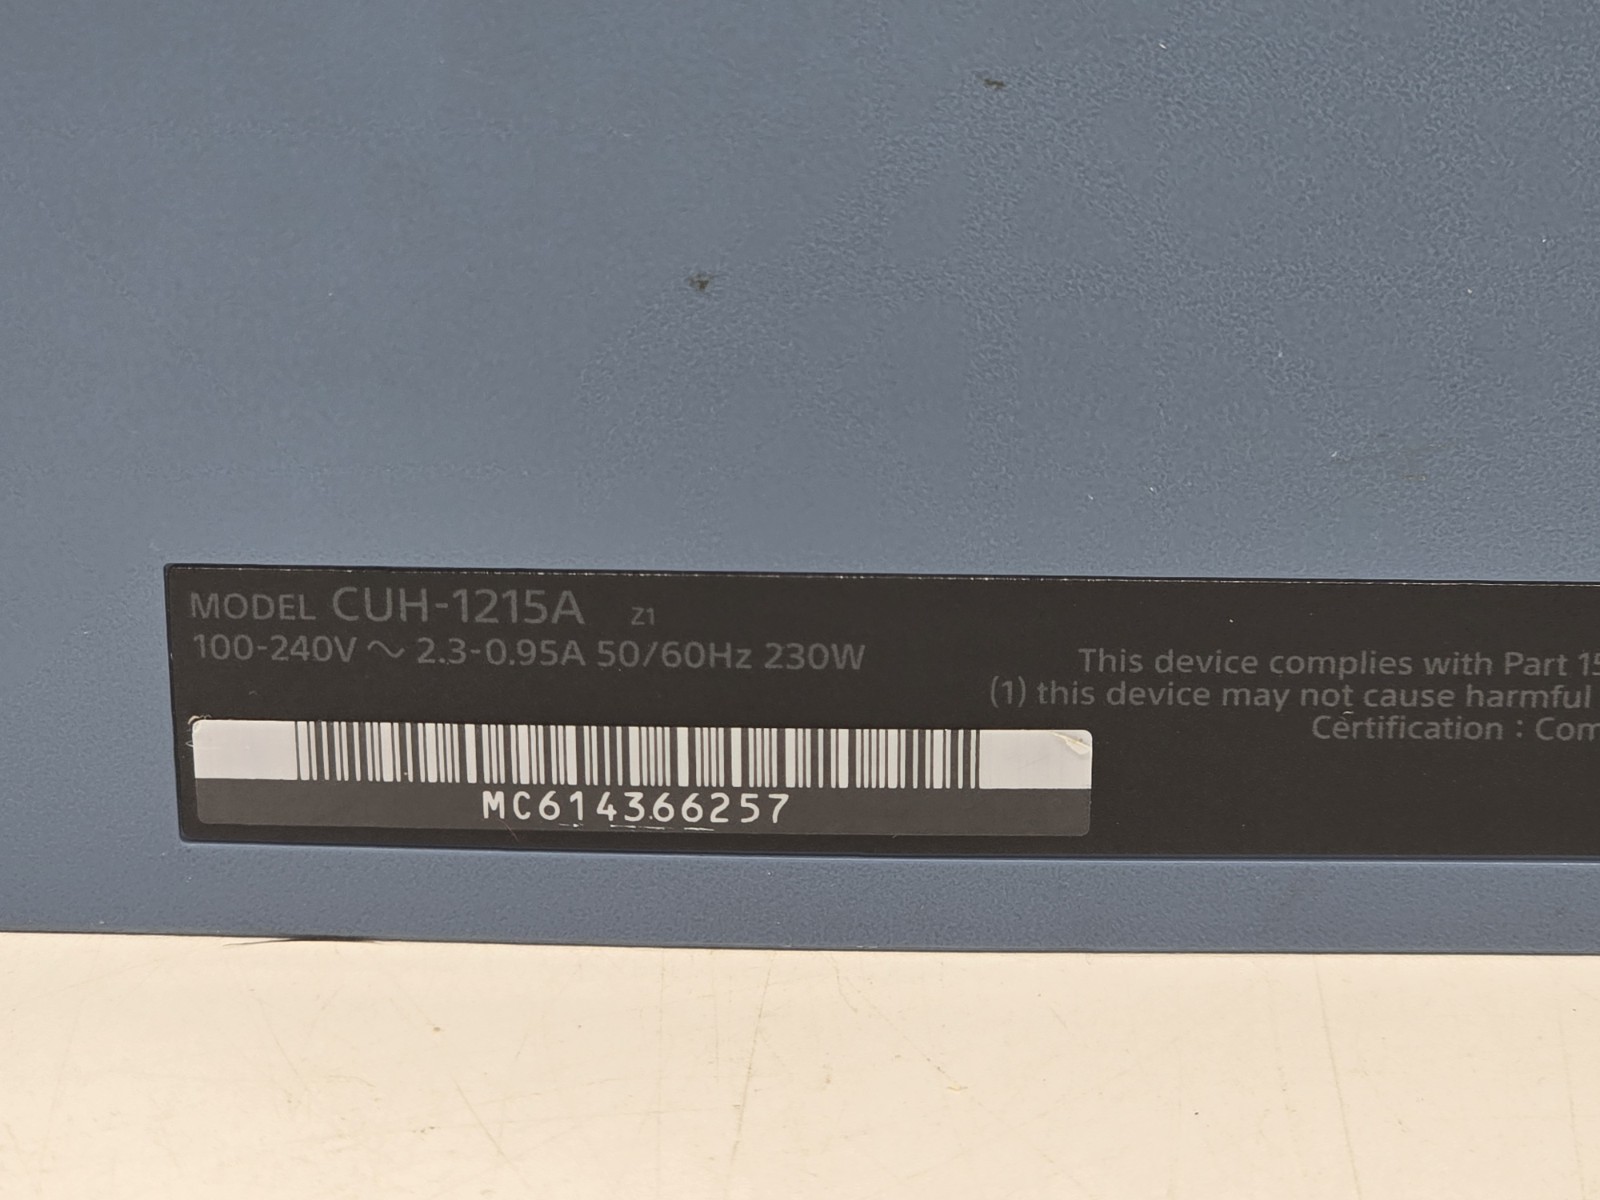 MODEL CUH-1215A Z1
100-240V ～ 2.3-0.95A 50/60Hz 230W
This device complies with Part 15
(1) this device may not cause harmful
Certification : Com
MC614366257